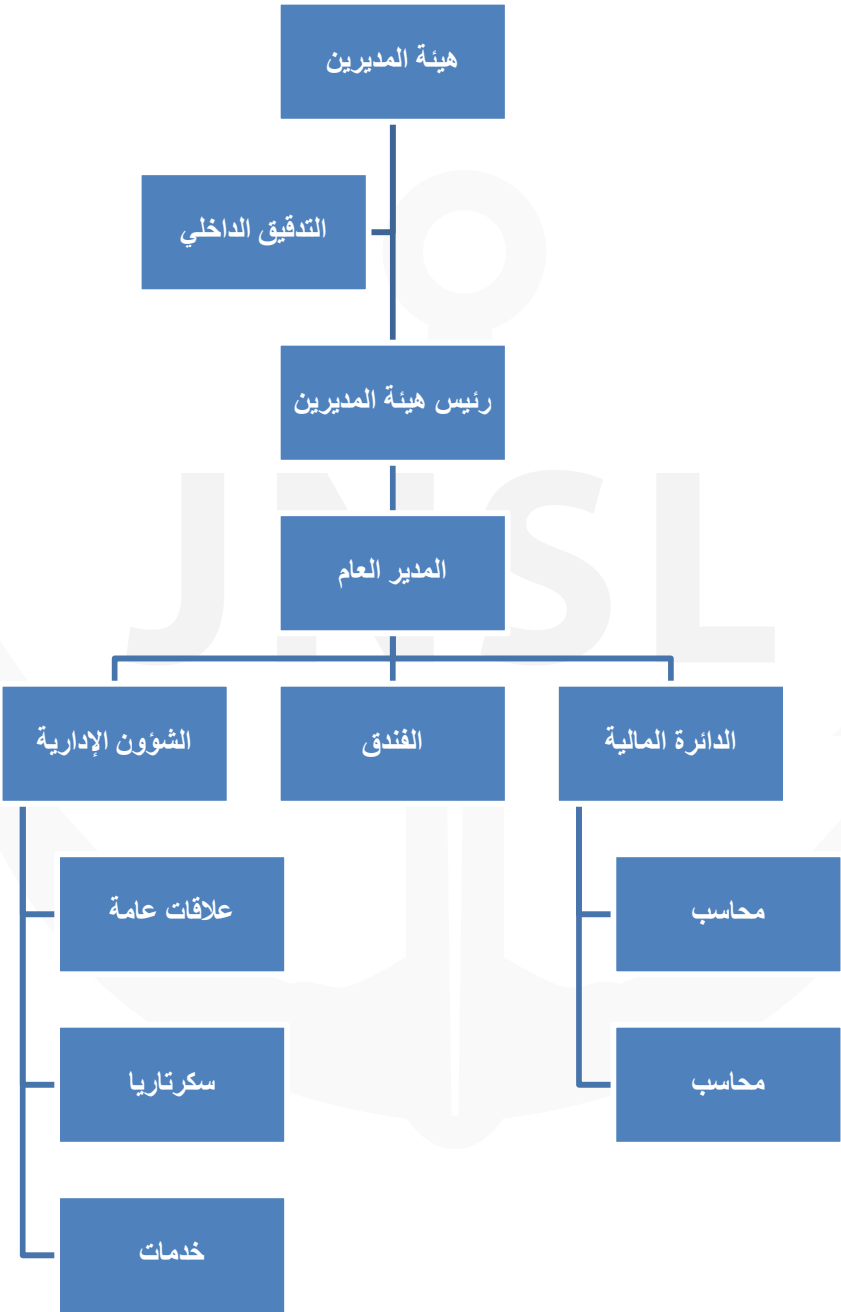 هيئة المديرين
التدقيق الداخلي
رئيس هيئة المديرين
المدير العام
الدائرة المالية
الفندق
الشؤون الإدارية
محاسب
علاقات عامة
محاسب
سكرتاريا
خدمات
JNSL